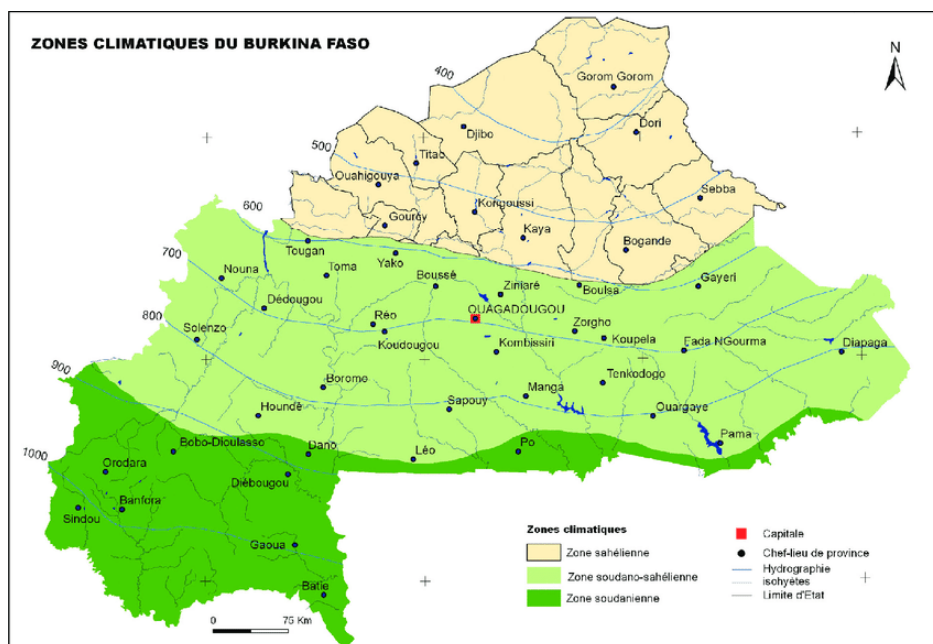 ZONES CLIMATIQUES DU BURKINA FASO
N
400
Gorom Gorom
Dori
Djibo
500
Titao
Ouahigouya
Sebba
Kongoussi
600
Gourcy
Kaya
Bogande
Tougan
700
Yako
Nouna
Toma
Boussé
Ziniaré
Boulsa
Gayeri
Dédougou
OUAGADOUGOU
800
Réo
Zorgho
Solenzo
Koudougou
Kombissiri
Koupela
Fada NGourma
Diapaga
900
Boromo
Tenkodogo
Manga
Houndé
Sapouy
Ouargaye
Bobo-Dioulasso
Dano
Po
Pama
1000
Léo
Orodara
Dièbougou
Banfora
Sindou
Gaoua
Batie
0 75 Km
Zones climatiques
Zone sahélienne
Zone soudano-sahélienne
Zone soudanienne
Capitale
Chef-lieu de province
Hydrographie
isohyètes
Limite d'Etat